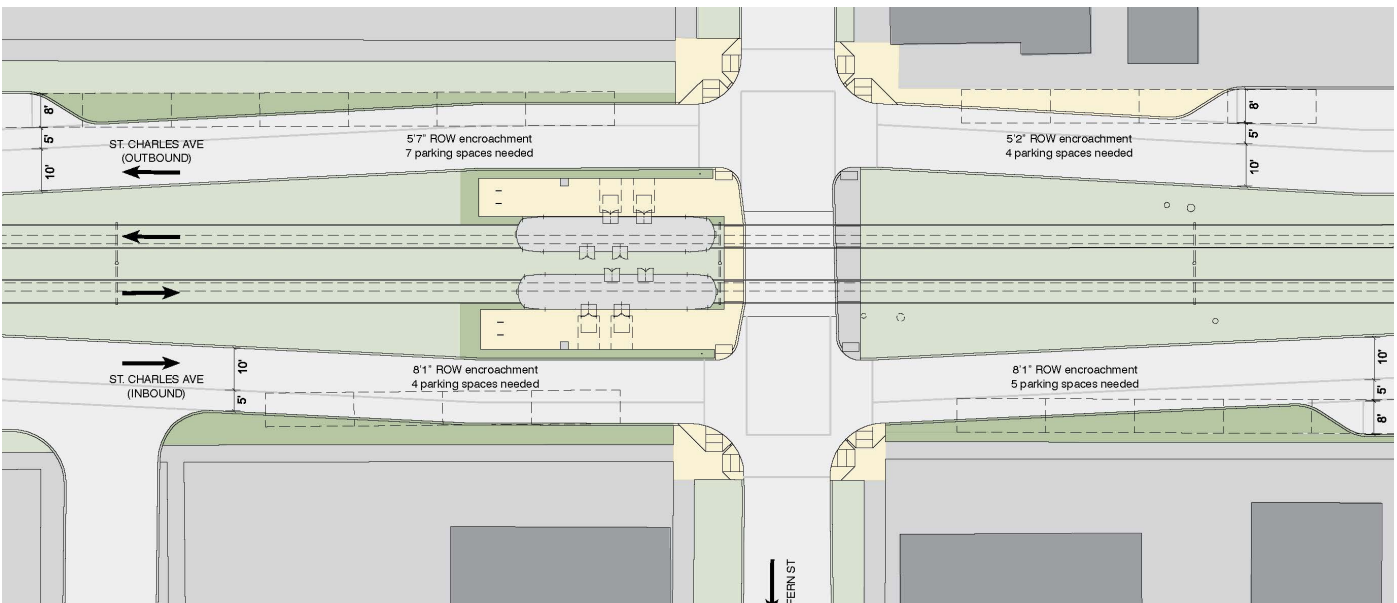 8'
5'
10'
ST. CHARLES AVE
(OUTBOUND)
5'7" ROW encroachment
7 parking spaces needed
5'2" ROW encroachment
4 parking spaces needed
8'
5'
10'
ST. CHARLES AVE
(INBOUND)
10'
5'
8'1" ROW encroachment
4 parking spaces needed
8'1" ROW encroachment
5 parking spaces needed
10'
5'
8'
FERN ST